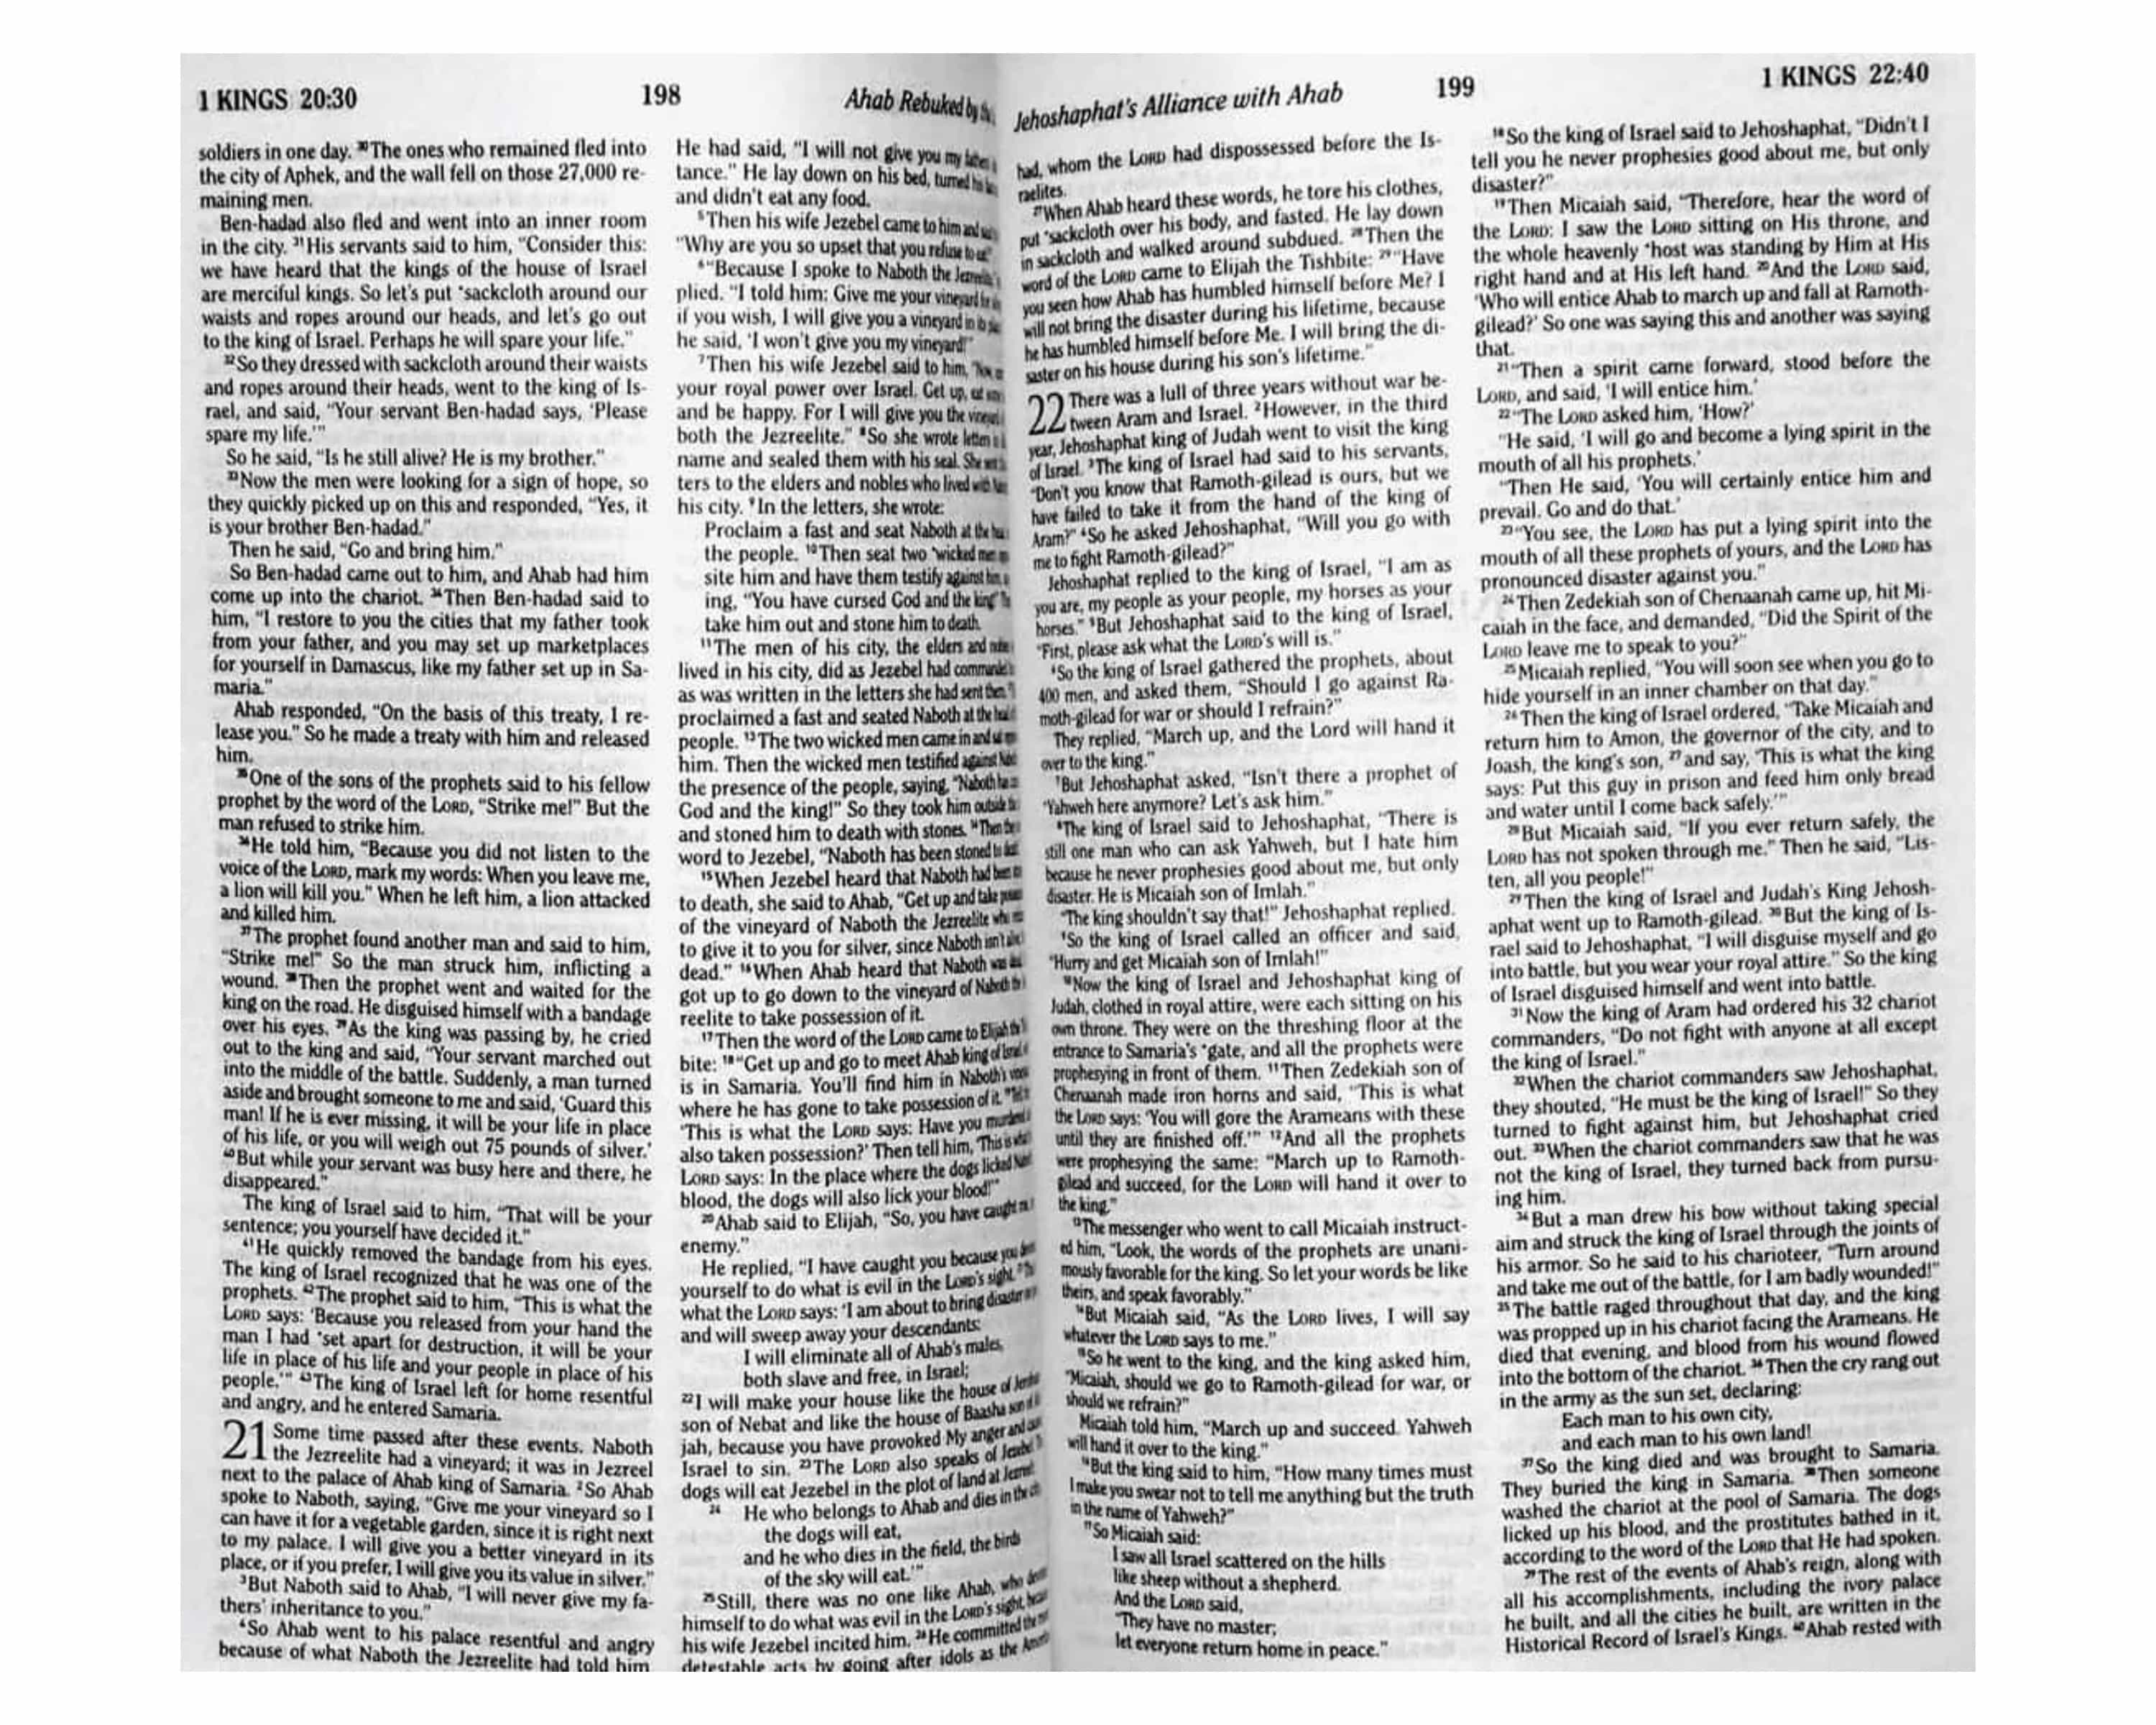 1 KINGS 20:30
198
Ahab Rebuked by
soldiers in one day. 30The ones who remained fled into
the city of Aphek, and the wall fell on those 27,000 re-
maining men.
Ben-hadad also fled and went into an inner room
in the city. 31His servants said to him, “Consider this:
we have heard that the kings of the house of Israel
are merciful kings. So let’s put *sackcloth around our
waists and ropes around our heads, and let’s go out
to the king of Israel. Perhaps he will spare your life.”
32So they dressed with sackcloth around their waists
and ropes around their heads, went to the king of Is-
rael, and said, “Your servant Ben-hadad says, ‘Please
spare my life.’”
So he said, “Is he still alive? He is my brother.”
33Now the men were looking for a sign of hope, so
they quickly picked up on this and responded, “Yes, it
is your brother Ben-hadad.”
Then he said, “Go and bring him.”
So Ben-hadad came out to him, and Ahab had him
come up into the chariot. 34Then Ben-hadad said to
him, “I restore to you the cities that my father took
from your father, and you may set up marketplaces
for yourself in Damascus, like my father set up in Sa-
maria.”
Ahab responded, “On the basis of this treaty, I re-
lease you.” So he made a treaty with him and released
him.
35One of the sons of the prophets said to his fellow
prophet by the word of the LORD, “Strike me!” But the
man refused to strike him.
36He told him, “Because you did not listen to the
voice of the LORD, mark my words: When you leave me,
a lion will kill you.” When he left him, a lion attacked
and killed him.
37The prophet found another man and said to him,
“Strike me!” So the man struck him, inflicting a
wound. 38Then the prophet went and waited for the
king on the road. He disguised himself with a bandage
over his eyes. 39As the king was passing by, he cried
out to the king and said, “Your servant marched out
into the middle of the battle. Suddenly, a man turned
aside and brought someone to me and said, ‘Guard this
man! If he is ever missing, it will be your life in place
of his life, or you will weigh out 75 pounds of silver.’
40But while your servant was busy here and there, he
disappeared.”
The king of Israel said to him, “That will be your
sentence; you yourself have decided it.”
41He quickly removed the bandage from his eyes.
The king of Israel recognized that he was one of the
prophets. 42The prophet said to him, “This is what the
LORD says: ‘Because you released from your hand the
man I had *set apart for destruction, it will be your
life in place of his life and your people in place of his
people.’” 43The king of Israel left for home resentful
and angry, and he entered Samaria.
21 Some time passed after these events. Naboth
the Jezreelite had a vineyard; it was in Jezreel
next to the palace of Ahab king of Samaria. 2So Ahab
spoke to Naboth, saying, “Give me your vineyard so I
can have it for a vegetable garden, since it is right next
to my palace. I will give you a better vineyard in its
place, or if you prefer, I will give you its value in silver.”
3But Naboth said to Ahab, “I will never give my fa-
thers’ inheritance to you.”
4So Ahab went to his palace resentful and angry
because of what Naboth the Jezreelite had told him.
He had said, “I will not give you my
tance.” He lay down on his bed, turned his
and didn’t eat any food.
5Then his wife Jezebel came to him and
“Why are you so upset that you refuse to eat?”
6“Because I spoke to Naboth the
plied. “I told him: Give me your vineyard
if you wish, I will give you a vineyard in its
he said, ‘I won’t give you my vineyard!’”
7Then his wife Jezebel said to him,
your royal power over Israel. Get up, eat
and be happy. For I will give you the
both the Jezreelite.” 8So she wrote letters
name and sealed them with his seal. She
ters to the elders and nobles who lived with
his city. 9In the letters, she wrote:
Proclaim a fast and seat Naboth at the
the people. 10Then seat two *wicked men
site him and have them testify against him,
ing, “You have cursed God and the king!”
take him out and stone him to death.
11The men of his city, the elders and
lived in his city, did as Jezebel had commanded
as was written in the letters she had sent them.
proclaimed a fast and seated Naboth at the head
people. 13The two wicked men came in and
him. Then the wicked men testified against
the presence of the people, saying, “Naboth
God and the king!” So they took him outside
and stoned him to death with stones. 14Then
word to Jezebel, “Naboth has been stoned to
15When Jezebel heard that Naboth had been
to death, she said to Ahab, “Get up and take
of the vineyard of Naboth the Jezreelite who
to give it to you for silver, since Naboth isn’t
dead.” 16When Ahab heard that Naboth was
got up to go down to the vineyard of Naboth
reelite to take possession of it.
17Then the word of the LORD came to Elijah
bite: 18“Get up and go to meet Ahab king of
is in Samaria. You’ll find him in Naboth’s
where he has gone to take possession of it.
‘This is what the LORD says: Have you murdered
also taken possession?’ Then tell him, ‘This is what
LORD says: In the place where the dogs licked
blood, the dogs will also lick your blood!’”
20Ahab said to Elijah, “So, you have caught
enemy.”
He replied, “I have caught you because you
yourself to do what is evil in the LORD’s sight.
what the LORD says: ‘I am about to bring disaster
and will sweep away your descendants:
I will eliminate all of Ahab’s males,
both slave and free, in Israel;
22I will make your house like the house of
son of Nebat and like the house of Baasha son
jah, because you have provoked My anger and
Israel to sin. 23The LORD also speaks of
dogs will eat Jezebel in the plot of land at
24 He who belongs to Ahab and dies in the
the dogs will eat,
and he who dies in the field, the birds
of the sky will eat.’”
25Still, there was no one like Ahab, who
himself to do what was evil in the LORD’s sight,
his wife Jezebel incited him. 26He committed the
detestable acts by going after idols as the
Jehoshaphat’s Alliance with Ahab
199
1 KINGS 22:40
had, whom the LORD had dispossessed before the Is-
raelites.
27When Ahab heard these words, he tore his clothes,
put *sackcloth over his body, and fasted. He lay down
in sackcloth and walked around subdued. 28Then the
word of the LORD came to Elijah the Tishbite: 29“Have
you seen how Ahab has humbled himself before Me? I
will not bring the disaster during his lifetime, because
he has humbled himself before Me. I will bring the di-
saster on his house during his son’s lifetime.”
22 There was a lull of three years without war be-
tween Aram and Israel. 2However, in the third
year, Jehoshaphat king of Judah went to visit the king
of Israel. 3The king of Israel had said to his servants,
“Don’t you know that Ramoth-gilead is ours, but we
have failed to take it from the hand of the king of
Aram?” 4So he asked Jehoshaphat, “Will you go with
me to fight Ramoth-gilead?”
Jehoshaphat replied to the king of Israel, “I am as
you are, my people as your people, my horses as your
horses.” 5But Jehoshaphat said to the king of Israel,
“First, please ask what the LORD’s will is.”
6So the king of Israel gathered the prophets, about
400 men, and asked them, “Should I go against Ra-
moth-gilead for war or should I refrain?”
They replied, “March up, and the Lord will hand it
over to the king.”
7But Jehoshaphat asked, “Isn’t there a prophet of
*Yahweh here anymore? Let’s ask him.”
8The king of Israel said to Jehoshaphat, “There is
still one man who can ask Yahweh, but I hate him
because he never prophesies good about me, but only
disaster. He is Micaiah son of Imlah.”
“The king shouldn’t say that!” Jehoshaphat replied.
9So the king of Israel called an officer and said,
“Hurry and get Micaiah son of Imlah!”
10Now the king of Israel and Jehoshaphat king of
Judah, clothed in royal attire, were each sitting on his
own throne. They were on the threshing floor at the
entrance to Samaria’s *gate, and all the prophets were
prophesying in front of them. 11Then Zedekiah son of
Chenaanah made iron horns and said, “This is what
the LORD says: ‘You will gore the Arameans with these
until they are finished off.’” 12And all the prophets
were prophesying the same: “March up to Ramoth-
gilead and succeed, for the LORD will hand it over to
the king.”
13The messenger who went to call Micaiah instruct-
ed him, “Look, the words of the prophets are unani-
mously favorable for the king. So let your words be like
theirs, and speak favorably.”
14But Micaiah said, “As the LORD lives, I will say
whatever the LORD says to me.”
15So he went to the king, and the king asked him,
“Micaiah, should we go to Ramoth-gilead for war, or
should we refrain?”
Micaiah told him, “March up and succeed. Yahweh
will hand it over to the king.”
16But the king said to him, “How many times must
I make you swear not to tell me anything but the truth
in the name of Yahweh?”
17So Micaiah said:
I saw all Israel scattered on the hills
like sheep without a shepherd.
And the LORD said,
‘They have no master;
let everyone return home in peace.’”
18So the king of Israel said to Jehoshaphat, “Didn’t I
tell you he never prophesies good about me, but only
disaster?”
19Then Micaiah said, “Therefore, hear the word of
the LORD: I saw the LORD sitting on His throne, and
the whole heavenly *host was standing by Him at His
right hand and at His left hand. 20And the LORD said,
‘Who will entice Ahab to march up and fall at Ramoth-
gilead?’ So one was saying this and another was saying
that.
21“Then a spirit came forward, stood before the
LORD, and said, ‘I will entice him.’
22“The LORD asked him, ‘How?’
“He said, ‘I will go and become a lying spirit in the
mouth of all his prophets.’
“Then He said, ‘You will certainly entice him and
prevail. Go and do that.’
23“You see, the LORD has put a lying spirit into the
mouth of all these prophets of yours, and the LORD has
pronounced disaster against you.”
24Then Zedekiah son of Chenaanah came up, hit Mi-
caiah in the face, and demanded, “Did the Spirit of the
LORD leave me to speak to you?”
25Micaiah replied, “You will soon see when you go to
hide yourself in an inner chamber on that day.”
26Then the king of Israel ordered, “Take Micaiah and
return him to Amon, the governor of the city, and to
Joash, the king’s son, 27and say, ‘This is what the king
says: Put this guy in prison and feed him only bread
and water until I come back safely.’”
28But Micaiah said, “If you ever return safely, the
LORD has not spoken through me.” Then he said, “Lis-
ten, all you people!”
29Then the king of Israel and Judah’s King Jehosh-
aphat went up to Ramoth-gilead. 30But the king of Is-
rael said to Jehoshaphat, “I will disguise myself and go
into battle, but you wear your royal attire.” So the king
of Israel disguised himself and went into battle.
31Now the king of Aram had ordered his 32 chariot
commanders, “Do not fight with anyone at all except
the king of Israel.”
32When the chariot commanders saw Jehoshaphat,
they shouted, “He must be the king of Israel!” So they
turned to fight against him, but Jehoshaphat cried
out. 33When the chariot commanders saw that he was
not the king of Israel, they turned back from pursu-
ing him.
34But a man drew his bow without taking special
aim and struck the king of Israel through the joints of
his armor. So he said to his charioteer, “Turn around
and take me out of the battle, for I am badly wounded!”
35The battle raged throughout that day, and the king
was propped up in his chariot facing the Arameans. He
died that evening, and blood from his wound flowed
into the bottom of the chariot. 36Then the cry rang out
in the army as the sun set, declaring:
Each man to his own city,
and each man to his own land!
37So the king died and was brought to Samaria.
They buried the king in Samaria. 38Then someone
washed the chariot at the pool of Samaria. The dogs
licked up his blood, and the prostitutes bathed in it,
according to the word of the LORD that He had spoken.
39The rest of the events of Ahab’s reign, along with
all his accomplishments, including the ivory palace
he built, and all the cities he built, are written in the
Historical Record of Israel’s Kings. 40Ahab rested with